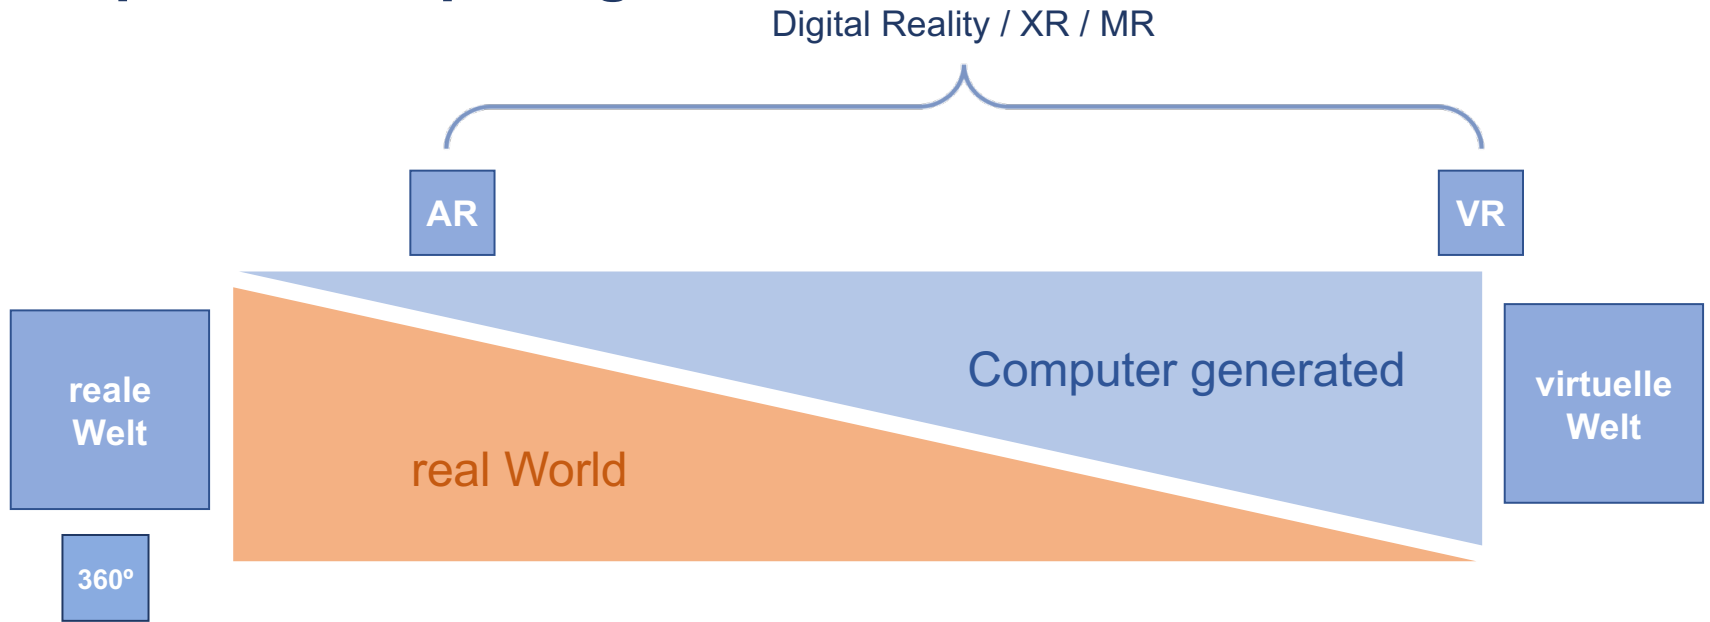 Digital Reality / XR / MR
AR
VR
Computer generated
reale
Welt
virtuelle
Welt
real World
360º